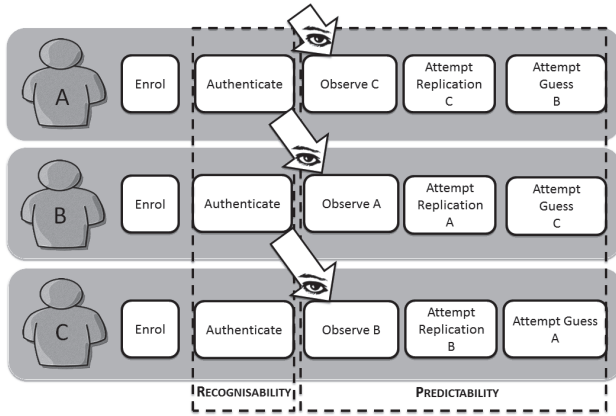 A
Enrol
Authenticate
Observe C
Attempt
Replication
C
Attempt
Guess
B
B
Enrol
Authenticate
Observe A
Attempt
Replication
A
Attempt
Guess
C
C
Enrol
Authenticate
Observe B
Attempt
Replication
B
Attempt Guess
A
RECOGNISABILITY
PREDICTABILITY